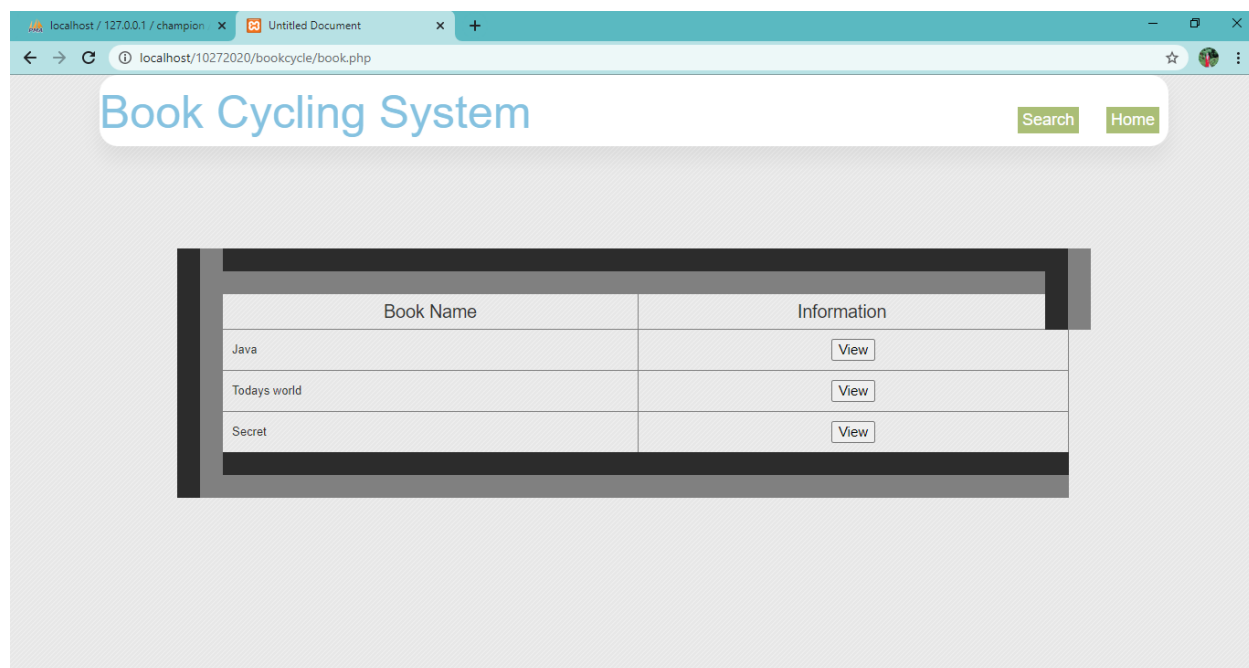 localhost / 127.0.0.1 / champion
Untitled Document
localhost/10272020/bookcycle/book.php
Book Cycling System
Search
Home
Book Name
Information
Java
View
Todays world
View
Secret
View